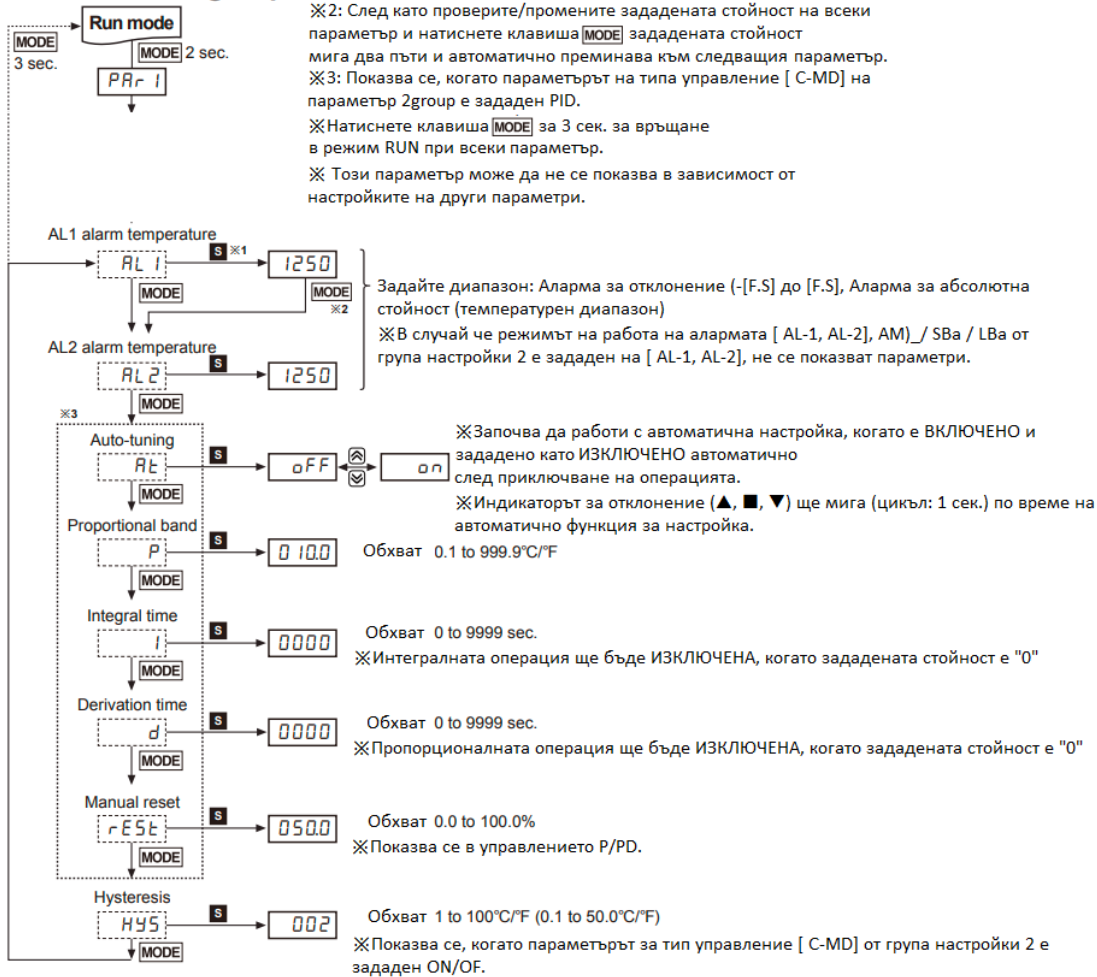 Run mode
MODE
3 sec.
MODE 2 sec.
PAr 1
※2: След като проверите/промените зададената стойност на всеки
параметър и натиснете клавиша MODE зададената стойност
мига два пъти и автоматично преминава към следващия параметър.
※3: Показва се, когато параметърът на типа управление [ C-MD] на
параметър 2group е зададен PID.
※Натиснете клавиша MODE за 3 сек. за връщане
в режим RUN при всеки параметър.
※ Този параметър може да не се показва в зависимост от
настройките на други параметри.
AL1 alarm temperature
AL 1
S ※1
1250
MODE
MODE
※2
Задайте диапазон: Аларма за отклонение (-[F.S] до [F.S], Аларма за абсолютна
стойност (температурен диапазон)
※В случай че режимът на работа на алармата [ AL-1, AL-2], AM)_/ SBa / LBa от
група настройки 2 е зададен на [ AL-1, AL-2], не се показват параметри.
AL2 alarm temperature
AL2
S
1250
MODE
※3
Auto-tuning
At
S
oFF
on
MODE
※Започва да работи с автоматична настройка, когато е ВКЛЮЧЕНО и
зададено като ИЗКЛЮЧЕНО автоматично
след приключване на операцията.
※Индикаторът за отклонение (▲, ■, ▼) ще мига (цикъл: 1 сек.) по време на
автоматично функция за настройка.
Proportional band
P
S
010.0
MODE
Обхват 0.1 to 999.9°C/°F
Integral time
I
S
0000
MODE
Обхват 0 to 9999 sec.
※Интегралната операция ще бъде ИЗКЛЮЧЕНА, когато зададената стойност е "0"
Derivation time
d
S
0000
MODE
Обхват 0 to 9999 sec.
※Пропорционалната операция ще бъде ИЗКЛЮЧЕНА, когато зададената стойност е "0"
Manual reset
rESt
S
050.0
MODE
Обхват 0.0 to 100.0%
※Показва се в управлението P/PD.
Hysteresis
HYS
S
002
MODE
Обхват 1 to 100°C/°F (0.1 to 50.0°C/°F)
※Показва се, когато параметърът за тип управление [ C-MD] от група настройки 2 е
зададен ON/OF.